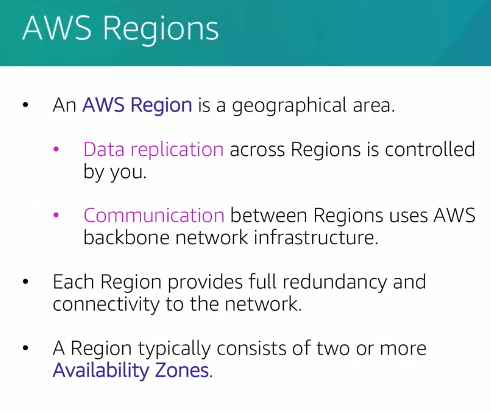 AWS Regions
• An AWS Region is a geographical area.
• Data replication across Regions is controlled
by you.
• Communication between Regions uses AWS
backbone network infrastructure.
• Each Region provides full redundancy and
connectivity to the network.
• A Region typically consists of two or more
Availability Zones.